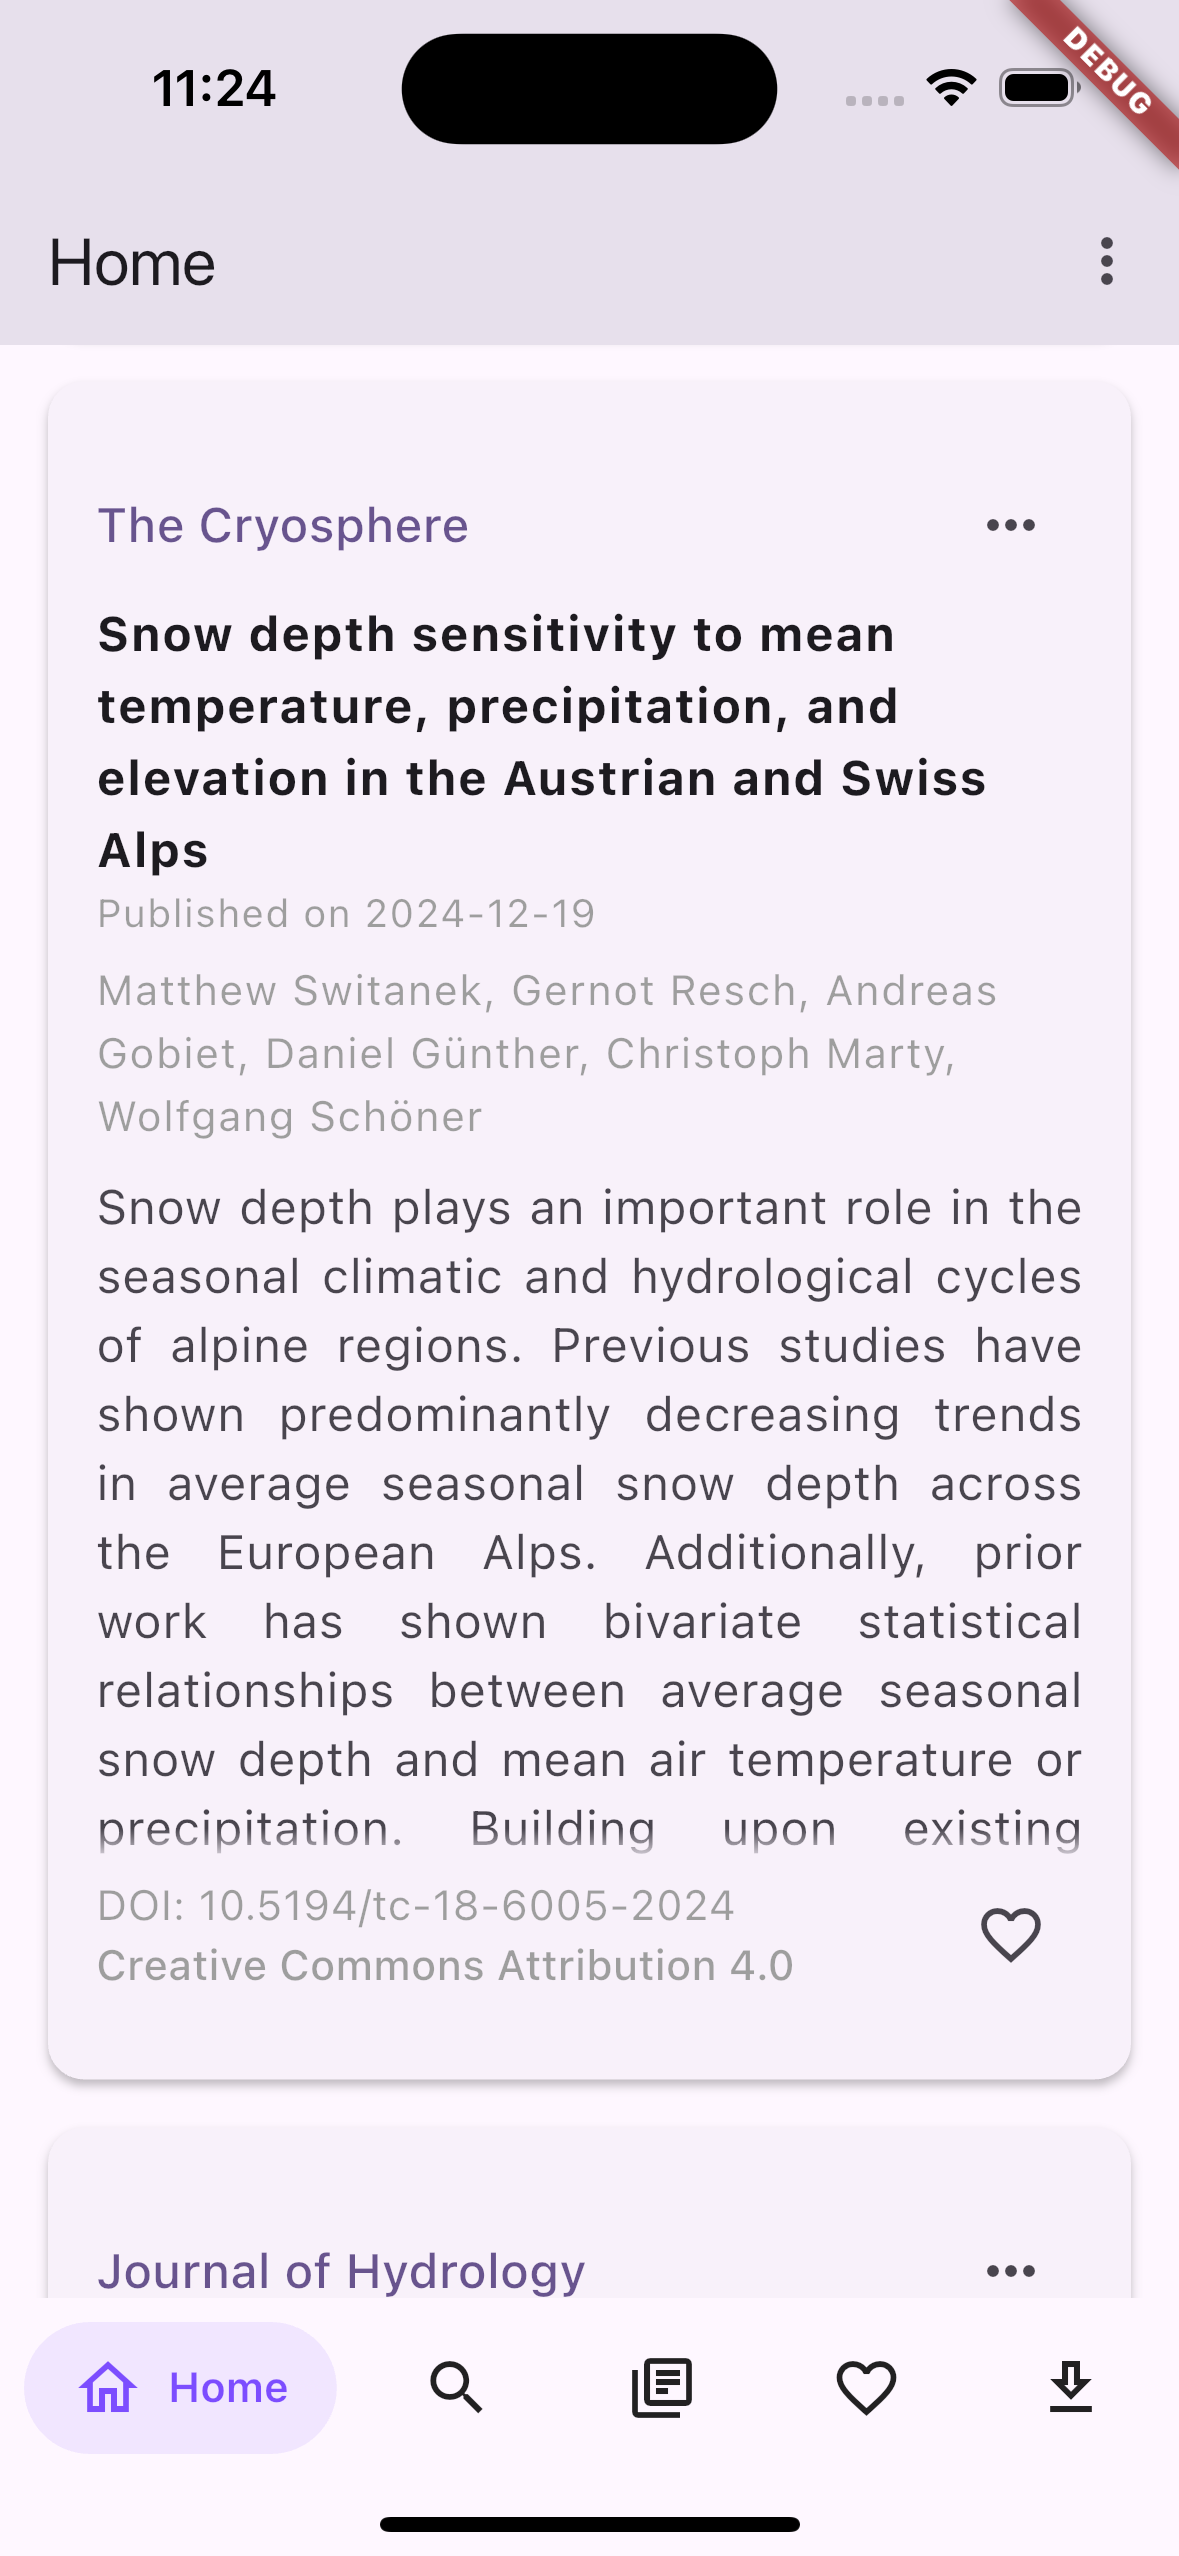 11:24
DEBUG
Home
The Cryosphere
Snow depth sensitivity to mean
temperature, precipitation, and
elevation in the Austrian and Swiss
Alps
Published on 2024-12-19
Matthew Switanek, Gernot Resch, Andreas
Gobiet, Daniel Günther, Christoph Marty,
Wolfgang Schöner
Snow depth plays an important role in the
seasonal climatic and hydrological cycles
of alpine regions. Previous studies have
shown predominantly decreasing trends
in average seasonal snow depth across
the European Alps. Additionally, prior
work has shown bivariate statistical
relationships between average seasonal
snow depth and mean air temperature or
precipitation. Building upon existing
DOI: 10.5194/tc-18-6005-2024
Creative Commons Attribution 4.0
Journal of Hydrology
Home